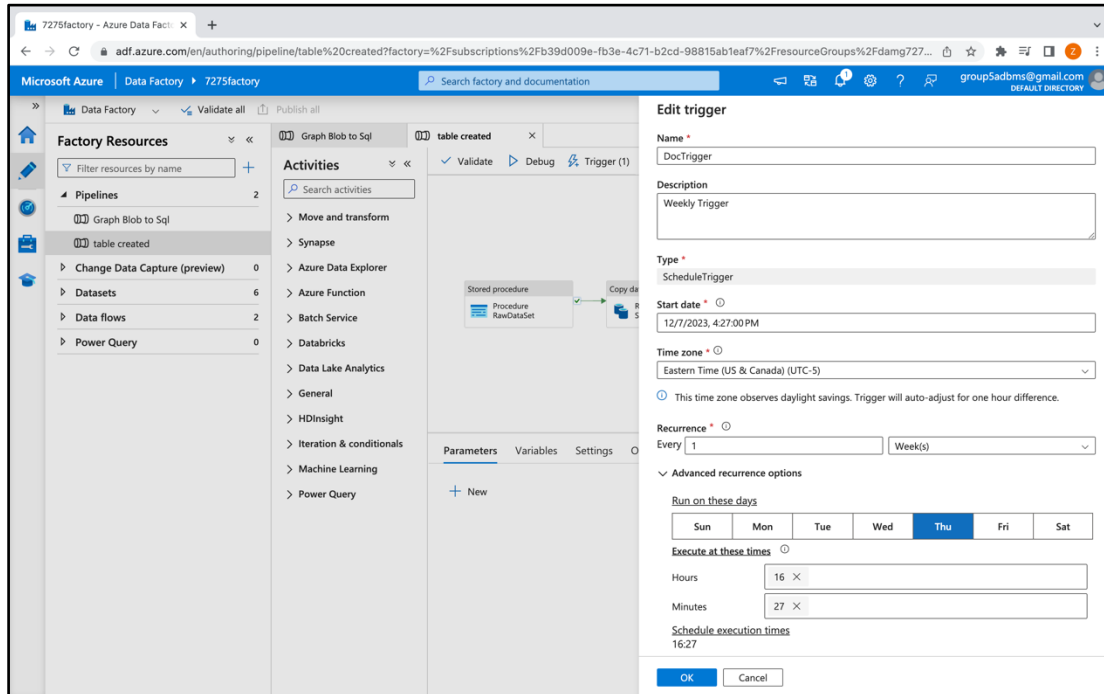 7275factory - Azure Data Fact
adf.azure.com/en/authoring/pipeline/table%20created?factory=%2Fsubscriptions%2Fb39d009e-fb3e-4c71-b2cd-98815ab1eaf7%2FresourceGroups%2Fdamg727...
Z
Microsoft Azure Data Factory 7275factory
Search factory and documentation
1
group5adbms@gmail.com
DEFAULT DIRECTORY
Data Factory Validate all Publish all
Factory Resources
Filter resources by name
Pipelines 2
Graph Blob to Sql
table created
Change Data Capture (preview) 0
Datasets 6
Data flows 2
Power Query 0
Graph Blob to Sql
table created
Activities
Search activities
Move and transform
Synapse
Azure Data Explorer
Azure Function
Batch Service
Databricks
Data Lake Analytics
General
HDInsight
Iteration & conditionals
Machine Learning
Power Query
Validate Debug Trigger (1)
Stored procedure
Procedure
RawDataSet
Copy da
R
S
Parameters Variables Settings O
New
Edit trigger
Name *
DocTrigger
Description
Weekly Trigger
Type *
ScheduleTrigger
Start date *
12/7/2023, 4:27:00 PM
Time zone *
Eastern Time (US & Canada) (UTC-5)
This time zone observes daylight savings. Trigger will auto-adjust for one hour difference.
Recurrence *
Every 1 Week(s)
Advanced recurrence options
Run on these days
Sun Mon Tue Wed Thu Fri Sat
Execute at these times
Hours 16
Minutes 27
Schedule execution times
16:27
OK Cancel